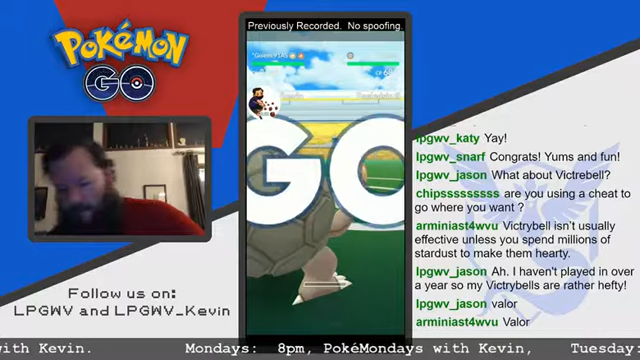 POKÉMON
GO
Follow us on:
LPGWV and LPGWV_Kevin
Previously Recorded. No spoofing.
CP
GO
lpgwv_katy Yay!
lpgwv_snarf Congrats! Yums and fun!
lpgwv_jason What about Victrebell?
chipsssssssss are you using a cheat to
go where you want ?
arminiast4wvu Victrybell isn't usually
effective unless you spend millions of
stardust to make them hearty.
lpgwv_jason Ah. I haven't played in over
a year so my Victrybells are rather hefty!
lpgwv_jason valor
arminiast4wvu Valor
with Kevin. Mondays: 8pm, PokéMondays with Kevin, Tuesday: